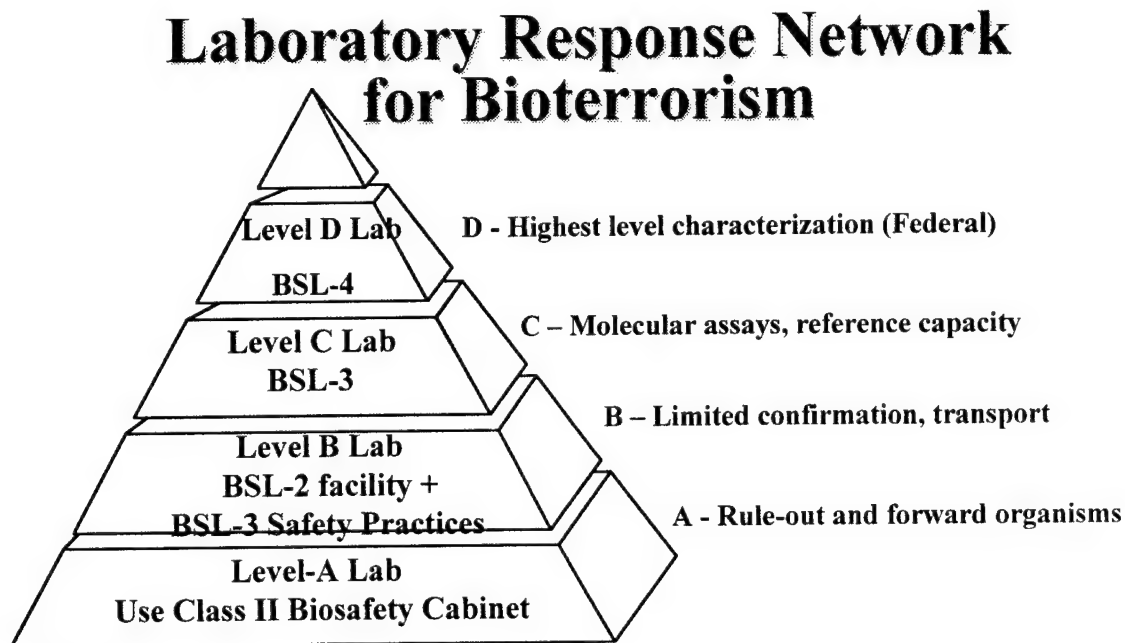 Laboratory Response Network
for Bioterrorism
Level D Lab
BSL-4
D - Highest level characterization (Federal)
Level C Lab
BSL-3
C – Molecular assays, reference capacity
Level B Lab
BSL-2 facility +
BSL-3 Safety Practices
B – Limited confirmation, transport
Level-A Lab
Use Class II Biosafety Cabinet
A - Rule-out and forward organisms